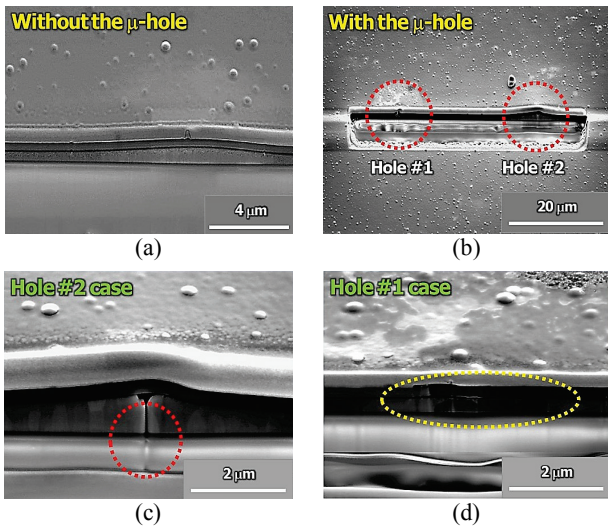 Without the µ-hole
4 µm
(a)
With the µ-hole
Hole #1
Hole #2
20 µm
(b)
Hole #2 case
2 µm
(c)
Hole #1 case
2 µm
(d)